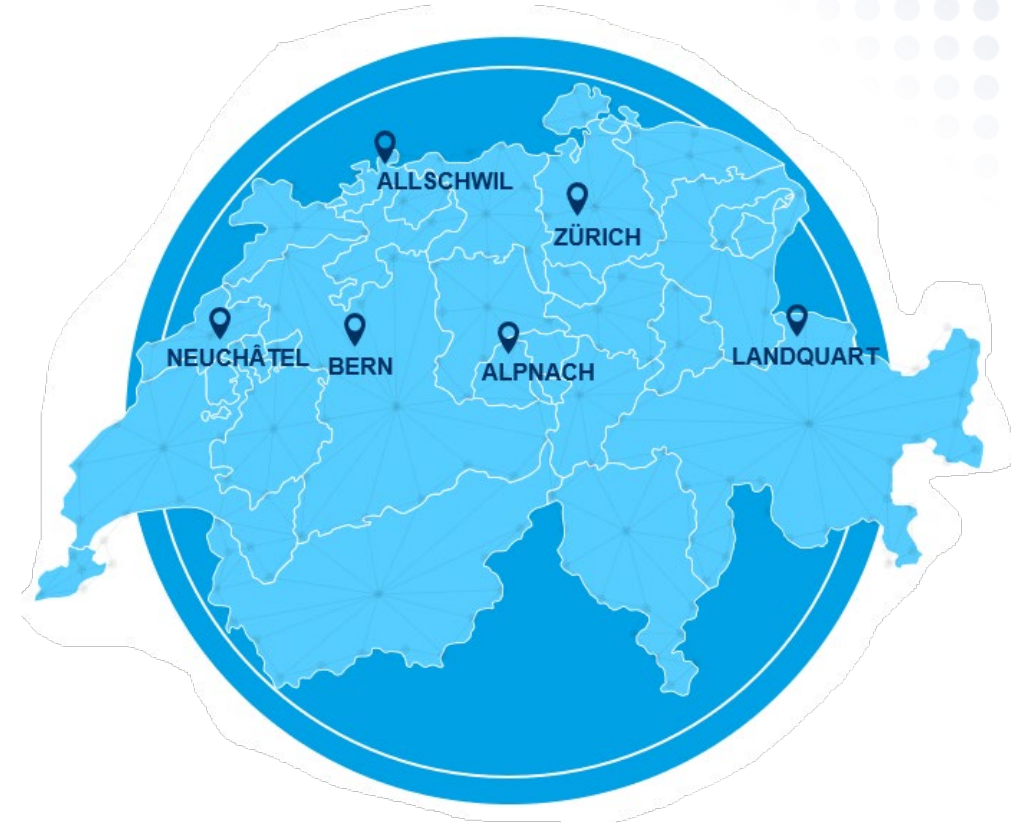 ALLSCHWIL
ZÜRICH
NEUCHÂTEL
BERN
ALPNACH
LANDQUART